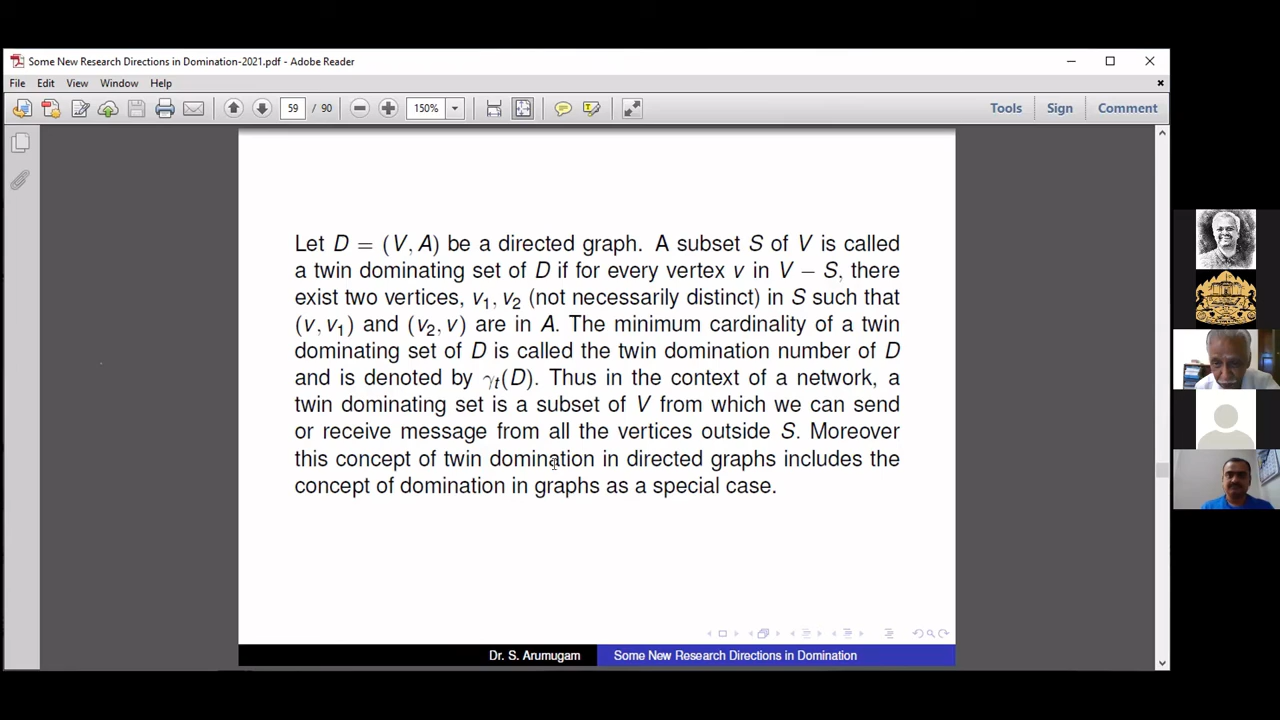 Some New Research Directions in Domination-2021.pdf - Adobe Reader
File Edit View Window Help
59 / 90 150% Tools Sign Comment
Let D = (V, A) be a directed graph. A subset S of V is called
a twin dominating set of D if for every vertex v in V − S, there
exist two vertices, v₁, v₂ (not necessarily distinct) in S such that
(v, v₁) and (v₂, v) are in A. The minimum cardinality of a twin
dominating set of D is called the twin domination number of D
and is denoted by γₜ(D). Thus in the context of a network, a
twin dominating set is a subset of V from which we can send
or receive message from all the vertices outside S. Moreover
this concept of twin domination in directed graphs includes the
concept of domination in graphs as a special case.
Dr. S. Arumugam Some New Research Directions in Domination